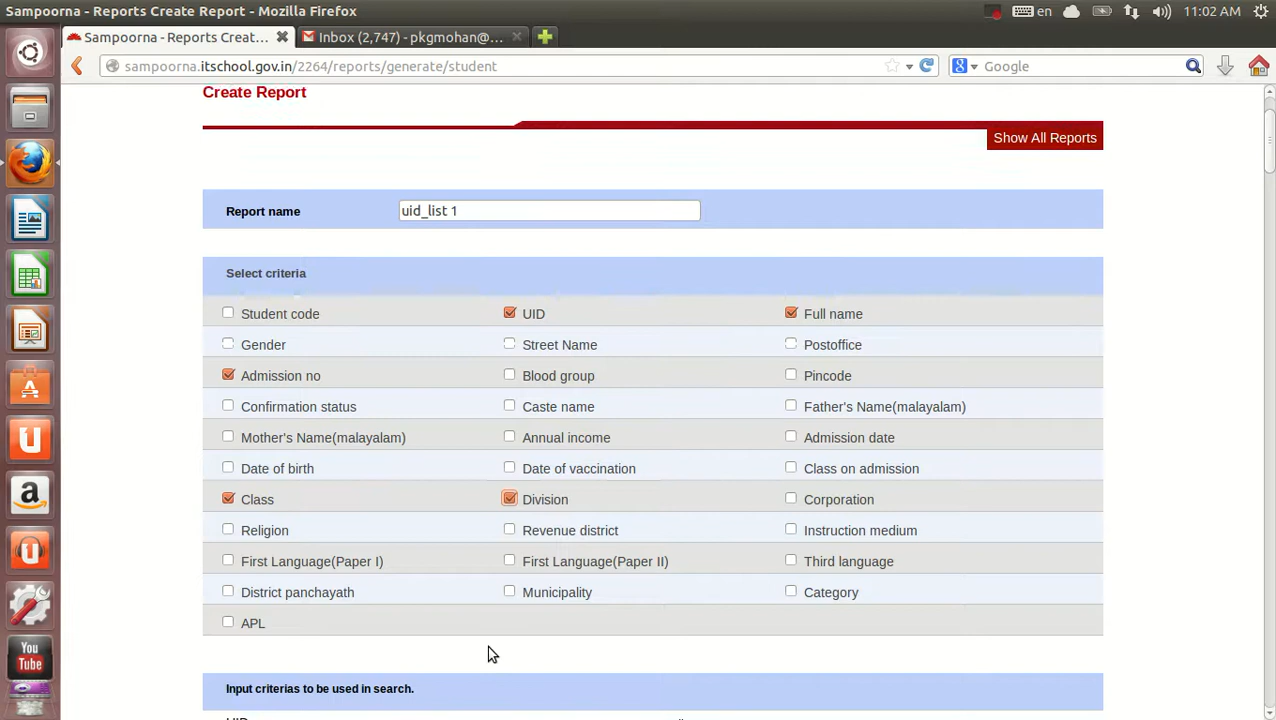 Sampoorna - Reports Create Report - Mozilla Firefox
en
11:02 AM
Sampoorna - Reports Creat...
Inbox (2,747) - pkgmohan@...
sampoorna.itschool.gov.in/2264/reports/generate/student
Google
Create Report
Show All Reports
Report name
uid_list 1
Select criteria
Student code UID Full name
Gender Street Name Postoffice
Admission no Blood group Pincode
Confirmation status Caste name Father's Name(malayalam)
Mother's Name(malayalam) Annual income Admission date
Date of birth Date of vaccination Class on admission
Class Division Corporation
Religion Revenue district Instruction medium
First Language(Paper I) First Language(Paper II) Third language
District panchayath Municipality Category
APL
Input criterias to be used in search.
You
Tube